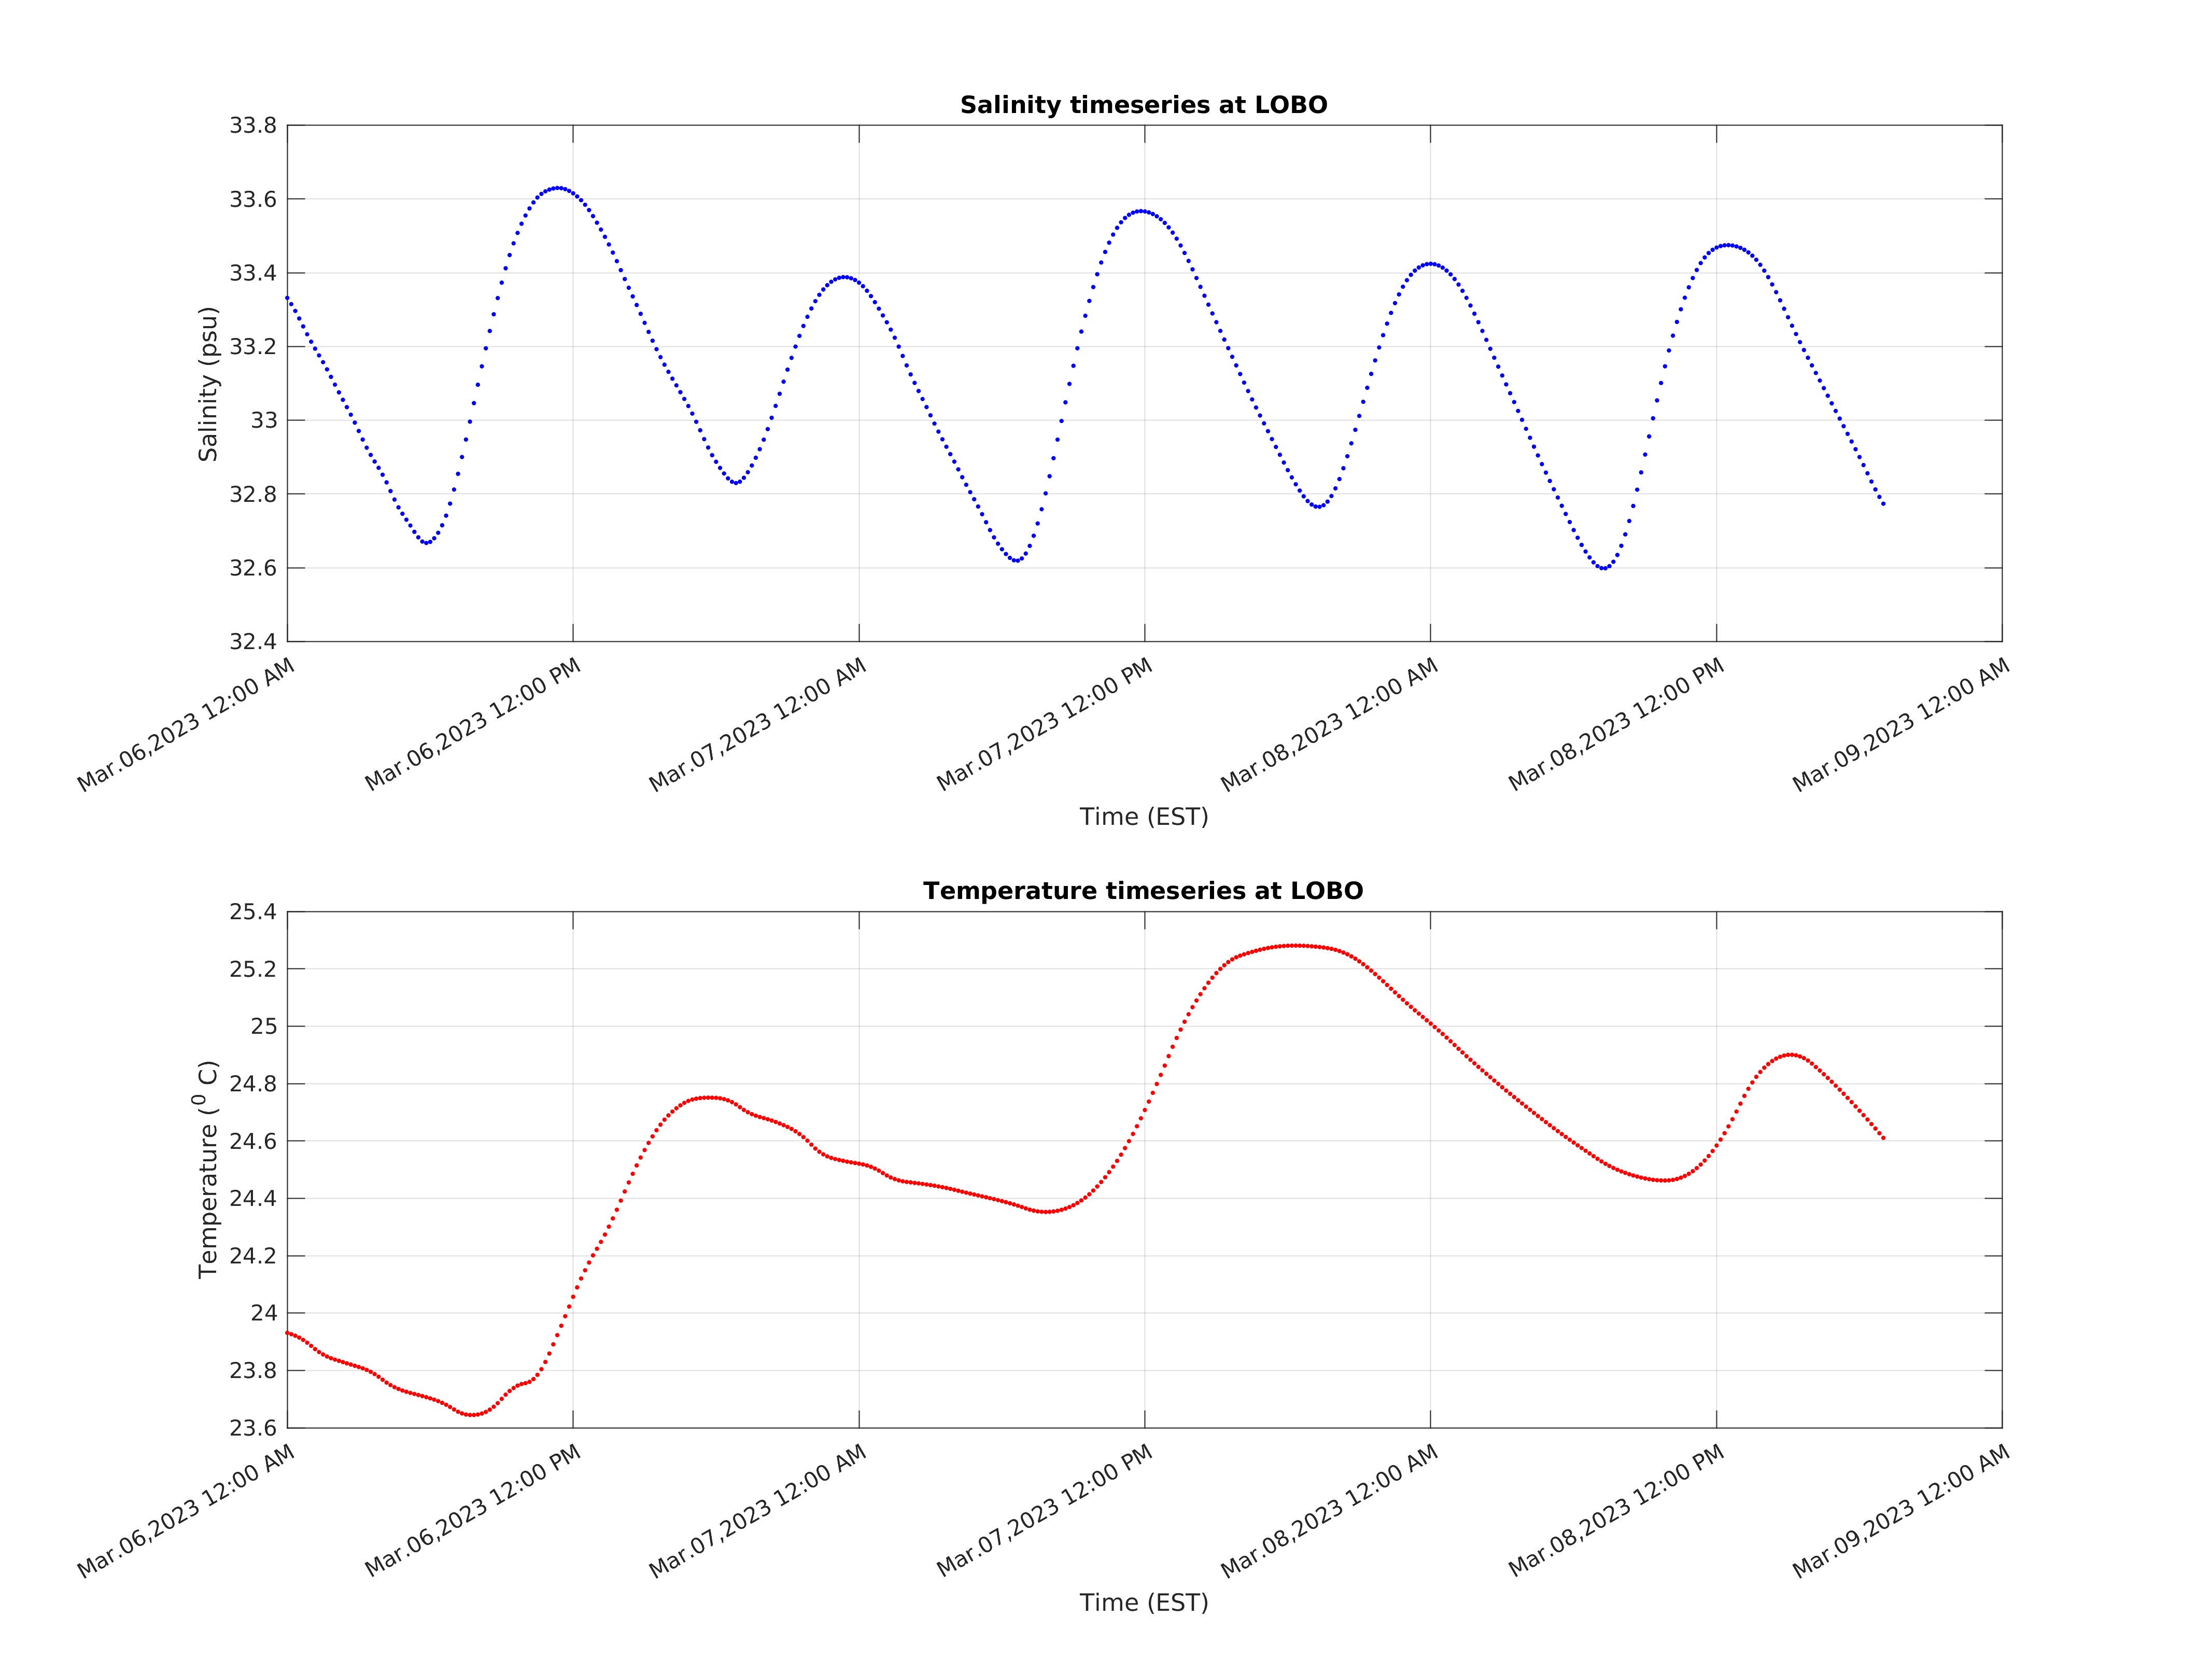 Salinity timeseries at LOBO
33.8
33.6
33.4
33.2
33
32.8
32.6
32.4
Salinity (psu)
Mar.06,2023 12:00 AM
Mar.06,2023 12:00 PM
Mar.07,2023 12:00 AM
Mar.07,2023 12:00 PM
Mar.08,2023 12:00 AM
Mar.08,2023 12:00 PM
Mar.09,2023 12:00 AM
Time (EST)
Temperature timeseries at LOBO
25.4
25.2
25
24.8
24.6
24.4
24.2
24
23.8
23.6
Temperature (⁰ C)
Mar.06,2023 12:00 AM
Mar.06,2023 12:00 PM
Mar.07,2023 12:00 AM
Mar.07,2023 12:00 PM
Mar.08,2023 12:00 AM
Mar.08,2023 12:00 PM
Mar.09,2023 12:00 AM
Time (EST)